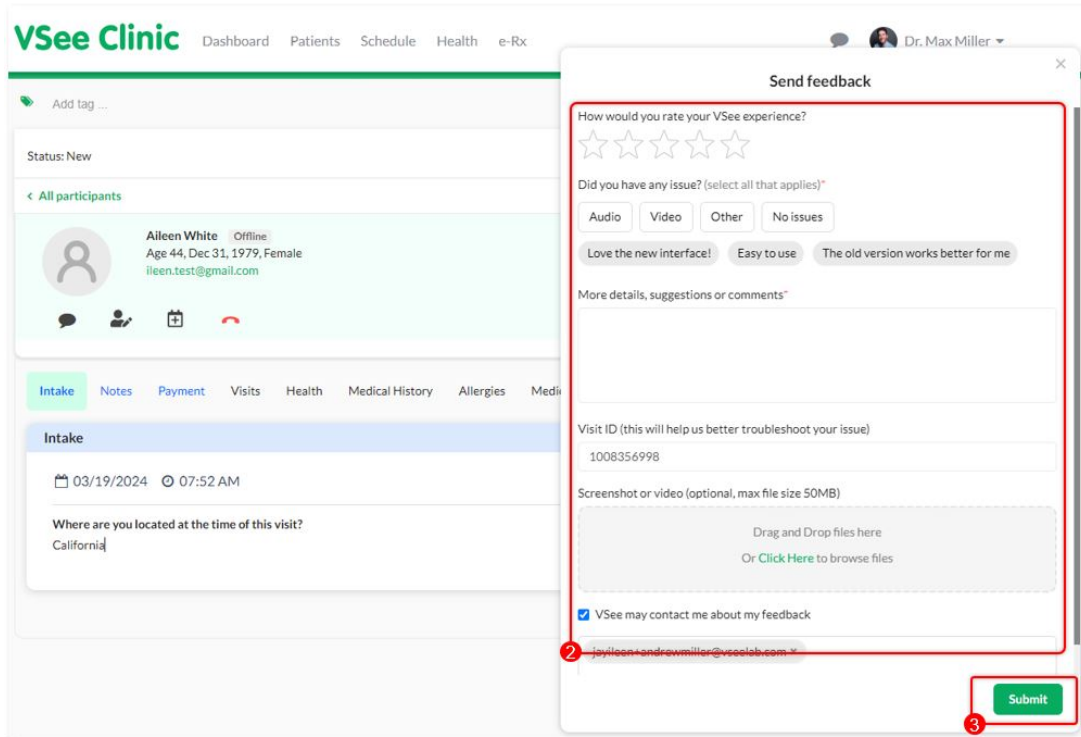 VSee Clinic Dashboard Patients Schedule Health e-Rx Dr. Max Miller
Add tag ...
Status: New
< All participants
Aileen White Offline
Age 44, Dec 31, 1979, Female
ileen.test@gmail.com
Intake Notes Payment Visits Health Medical History Allergies Medic
Intake
03/19/2024 07:52 AM
Where are you located at the time of this visit?
California
Send feedback
How would you rate your VSee experience?
Did you have any issue? (select all that applies)*
Audio Video Other No issues
Love the new interface! Easy to use The old version works better for me
More details, suggestions or comments*
Visit ID (this will help us better troubleshoot your issue)
1008356998
Screenshot or video (optional, max file size 50MB)
Drag and Drop files here
Or Click Here to browse files
VSee may contact me about my feedback
2 jayileen+andrewmiller@vseelab.com ×
Submit
3